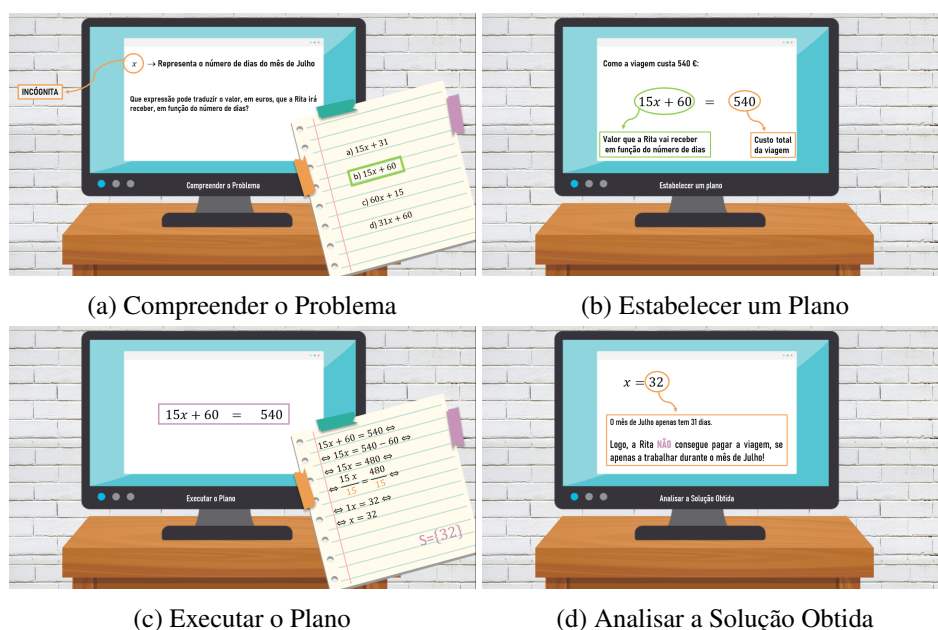 x → Representa o número de dias do mês de Julho
INCÓGNITA
Que expressão pode traduzir o valor, em euros, que a Rita irá
receber, em função do número de dias?
a) 15x + 31
b) 15x + 60
c) 60x + 15
d) 31x + 60
Compreender o Problema
(a) Compreender o Problema
Como a viagem custa 540 €:
15x + 60 = 540
Valor que a Rita vai receber
em função do número de dias
Custo total
da viagem
Estabelecer um plano
(b) Estabelecer um Plano
15x + 60 = 540
15x + 60 = 540 ⇔
⇔ 15x = 540 − 60 ⇔
⇔ 15x = 480 ⇔
⇔ 15 x / 15 = 480 / 15 ⇔
⇔ 1x = 32 ⇔
⇔ x = 32
S={32}
Executar o Plano
(c) Executar o Plano
x = 32
O mês de Julho apenas tem 31 dias.
Logo, a Rita NÃO consegue pagar a viagem, se
apenas a trabalhar durante o mês de Julho!
Analisar a Solução Obtida
(d) Analisar a Solução Obtida